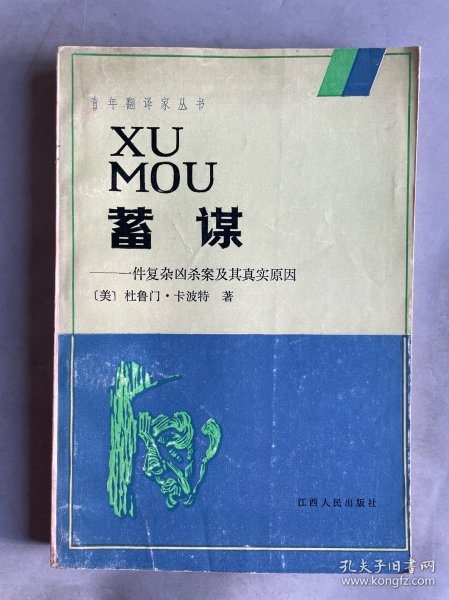 青年翻译家丛书
XU
MOU
蓄谋
——一件复杂凶杀案及其真实原因
〔美〕杜鲁门·卡波特 著
江西人民出版社
孔夫子旧书网
www.kongfz.com